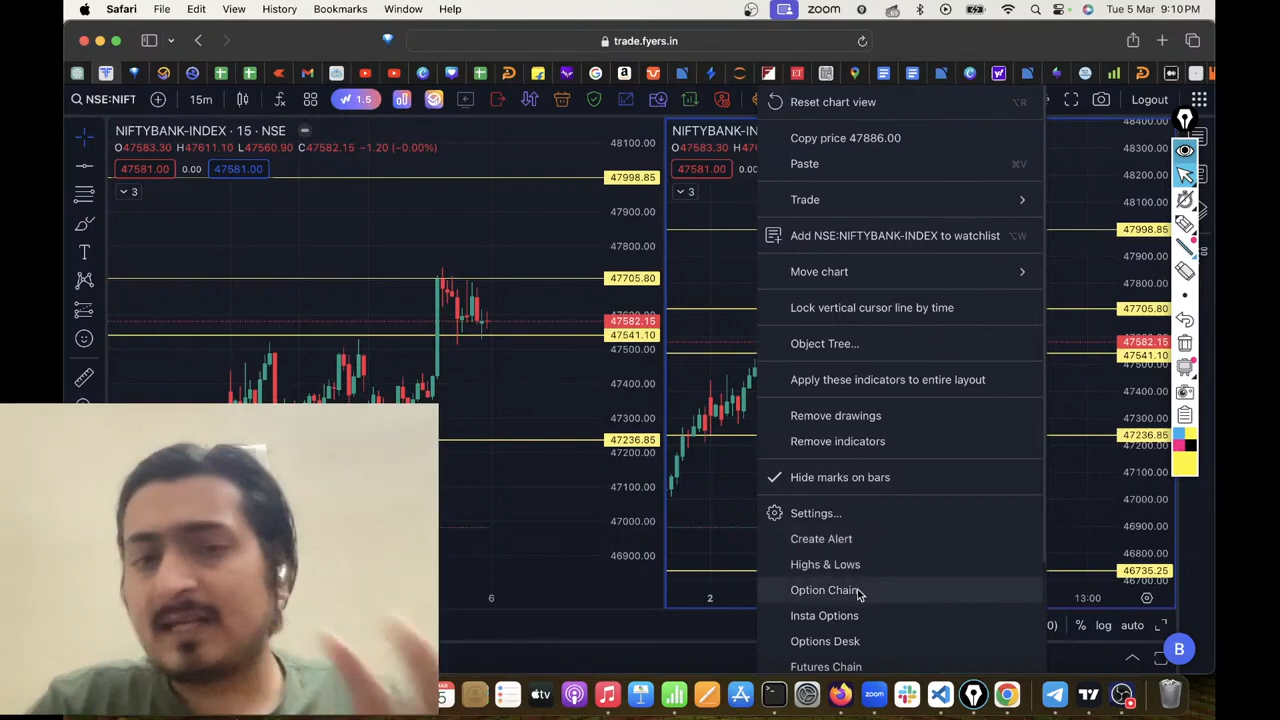 Safari File Edit View History Bookmarks Window Help zoom Tue 5 Mar 9:10 PM
trade.fyers.in
NSE:NIFT 15m 1.5 Logout
NIFTYBANK-INDEX · 15 · NSE
O47583.30 H47611.10 L47560.90 C47582.15 −1.20 (−0.00%)
47581.00 0.00 47581.00
3
48100.00
47998.85
47900.00
47800.00
47705.80
47582.15
47541.10
47500.00
47400.00
47300.00
47236.85
47200.00
47100.00
47000.00
46900.00
6
NIFTYBANK-IND
O47583.30 H476
47581.00 0.00
3
2
Reset chart view ⌥R
Copy price 47886.00
Paste ⌘V
Trade
Add NSE:NIFTYBANK-INDEX to watchlist ⌥W
Move chart
Lock vertical cursor line by time
Object Tree...
Apply these indicators to entire layout
Remove drawings
Remove indicators
Hide marks on bars
Settings...
Create Alert
Highs & Lows
Option Chain
Insta Options
Options Desk
Futures Chain
48400.00
48300.00
48200.00
48100.00
47998.85
47900.00
47800.00
47705.80
47582.15
47541.10
47400.00
47300.00
47236.85
47200.00
47100.00
47000.00
46900.00
46800.00
46735.25
46700.00
13:00
% log auto
B
tv
zoom